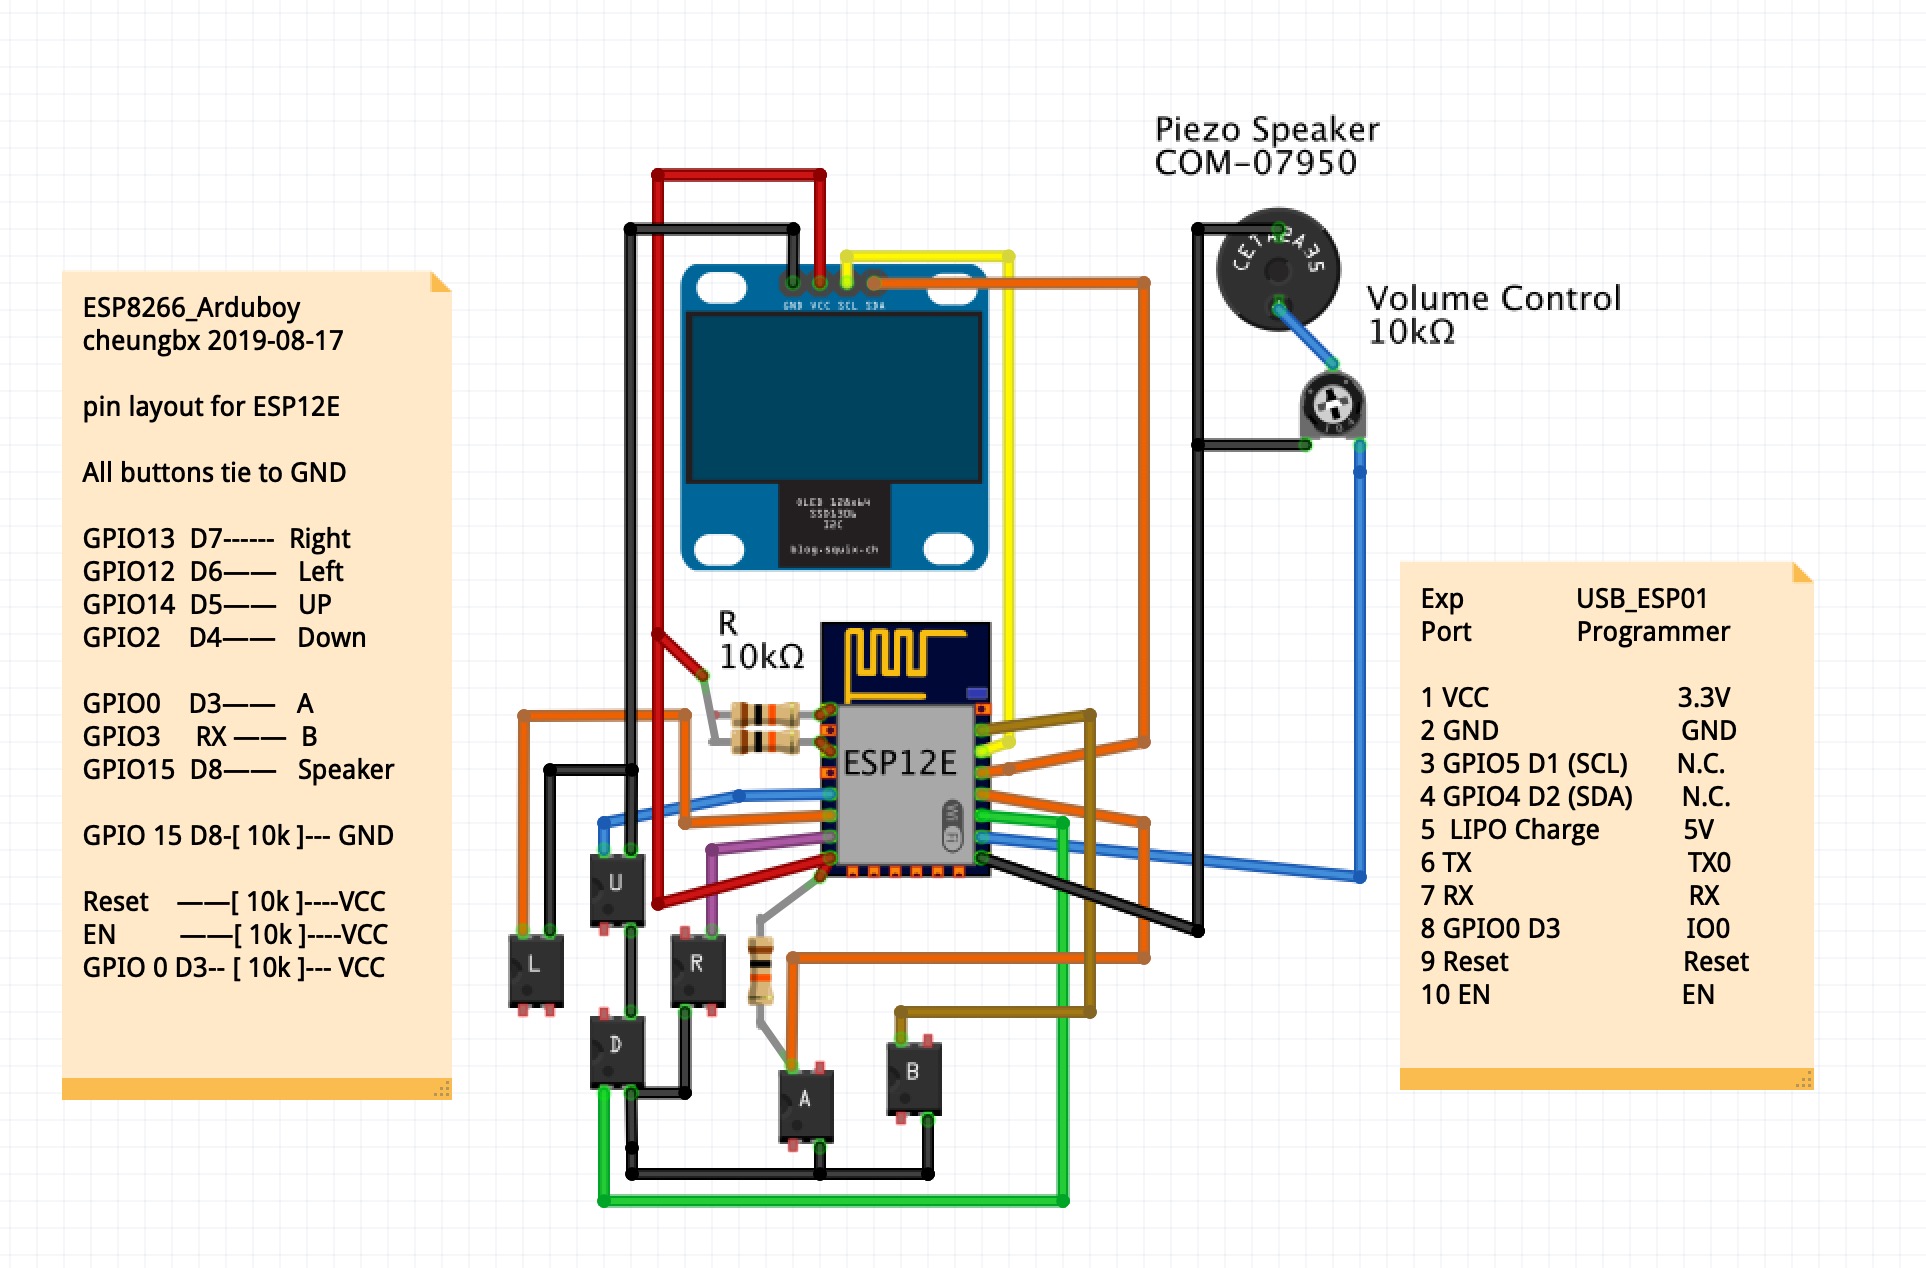 Piezo Speaker
COM-07950
CE1A2A35
Volume Control
10kΩ
ESP8266_Arduboy
cheungbx 2019-08-17
pin layout for ESP12E
All buttons tie to GND
GPIO13 D7------ Right
GPIO12 D6—— Left
GPIO14 D5—— UP
GPIO2 D4—— Down
GPIO0 D3—— A
GPIO3 RX —— B
GPIO15 D8—— Speaker
GPIO 15 D8-[ 10k ]--- GND
Reset ——[ 10k ]----VCC
EN ——[ 10k ]----VCC
GPIO 0 D3-- [ 10k ]--- VCC
GND VCC SCL SDA
OLED 128x64
SSD1306
I2C
blog.squix.ch
R
10kΩ
ESP12E
Wi Fi
U
L
R
D
A
B
Exp USB_ESP01
Port Programmer
1 VCC 3.3V
2 GND GND
3 GPIO5 D1 (SCL) N.C.
4 GPIO4 D2 (SDA) N.C.
5 LIPO Charge 5V
6 TX TX0
7 RX RX
8 GPIO0 D3 IO0
9 Reset Reset
10 EN EN